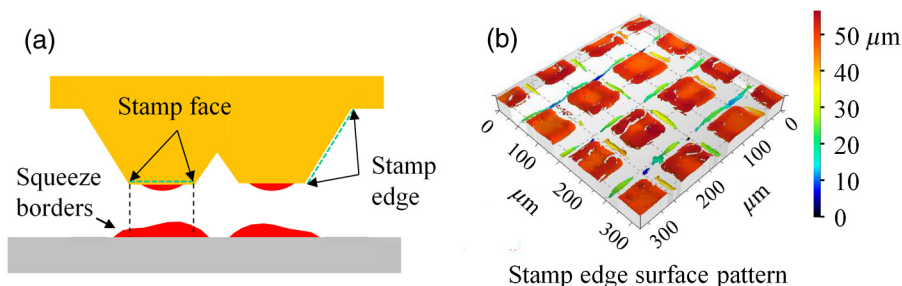 (a)
Stamp face
Squeeze
borders
Stamp
edge
(b)
50 µm
40
30
20
10
0
0
100
200
300
µm
0
100
200
300
µm
Stamp edge surface pattern